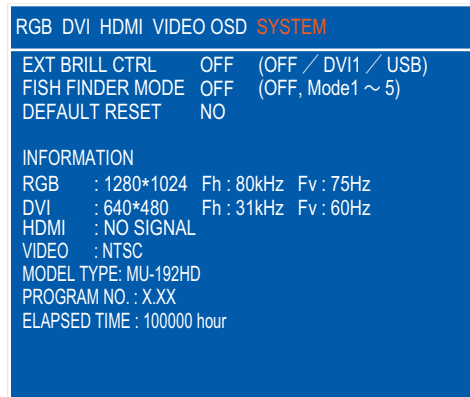 RGB DVI HDMI VIDEO OSD SYSTEM
EXT BRILL CTRL OFF (OFF／DVI1／USB)
FISH FINDER MODE OFF (OFF, Mode1～5)
DEFAULT RESET NO
INFORMATION
RGB : 1280*1024 Fh : 80kHz Fv : 75Hz
DVI : 640*480 Fh : 31kHz Fv : 60Hz
HDMI : NO SIGNAL
VIDEO : NTSC
MODEL TYPE: MU-192HD
PROGRAM NO. : X.XX
ELAPSED TIME : 100000 hour